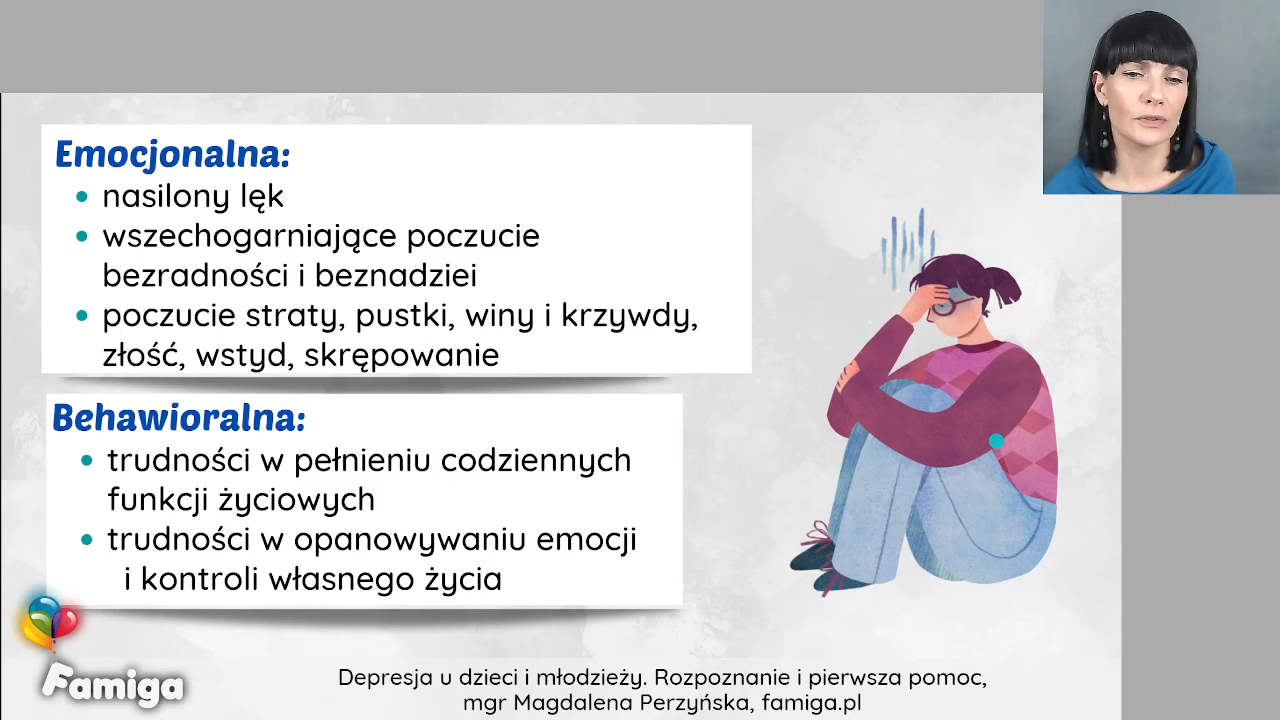 Emocjonalna:
nasilony lęk
wszechogarniające poczucie
bezradności i beznadziei
poczucie straty, pustki, winy i krzywdy,
złość, wstyd, skrępowanie
Behawioralna:
trudności w pełnieniu codziennych
funkcji życiowych
trudności w opanowywaniu emocji
i kontroli własnego życia
Famiga
Depresja u dzieci i młodzieży. Rozpoznanie i pierwsza pomoc,
mgr Magdalena Perzyńska, famiga.pl